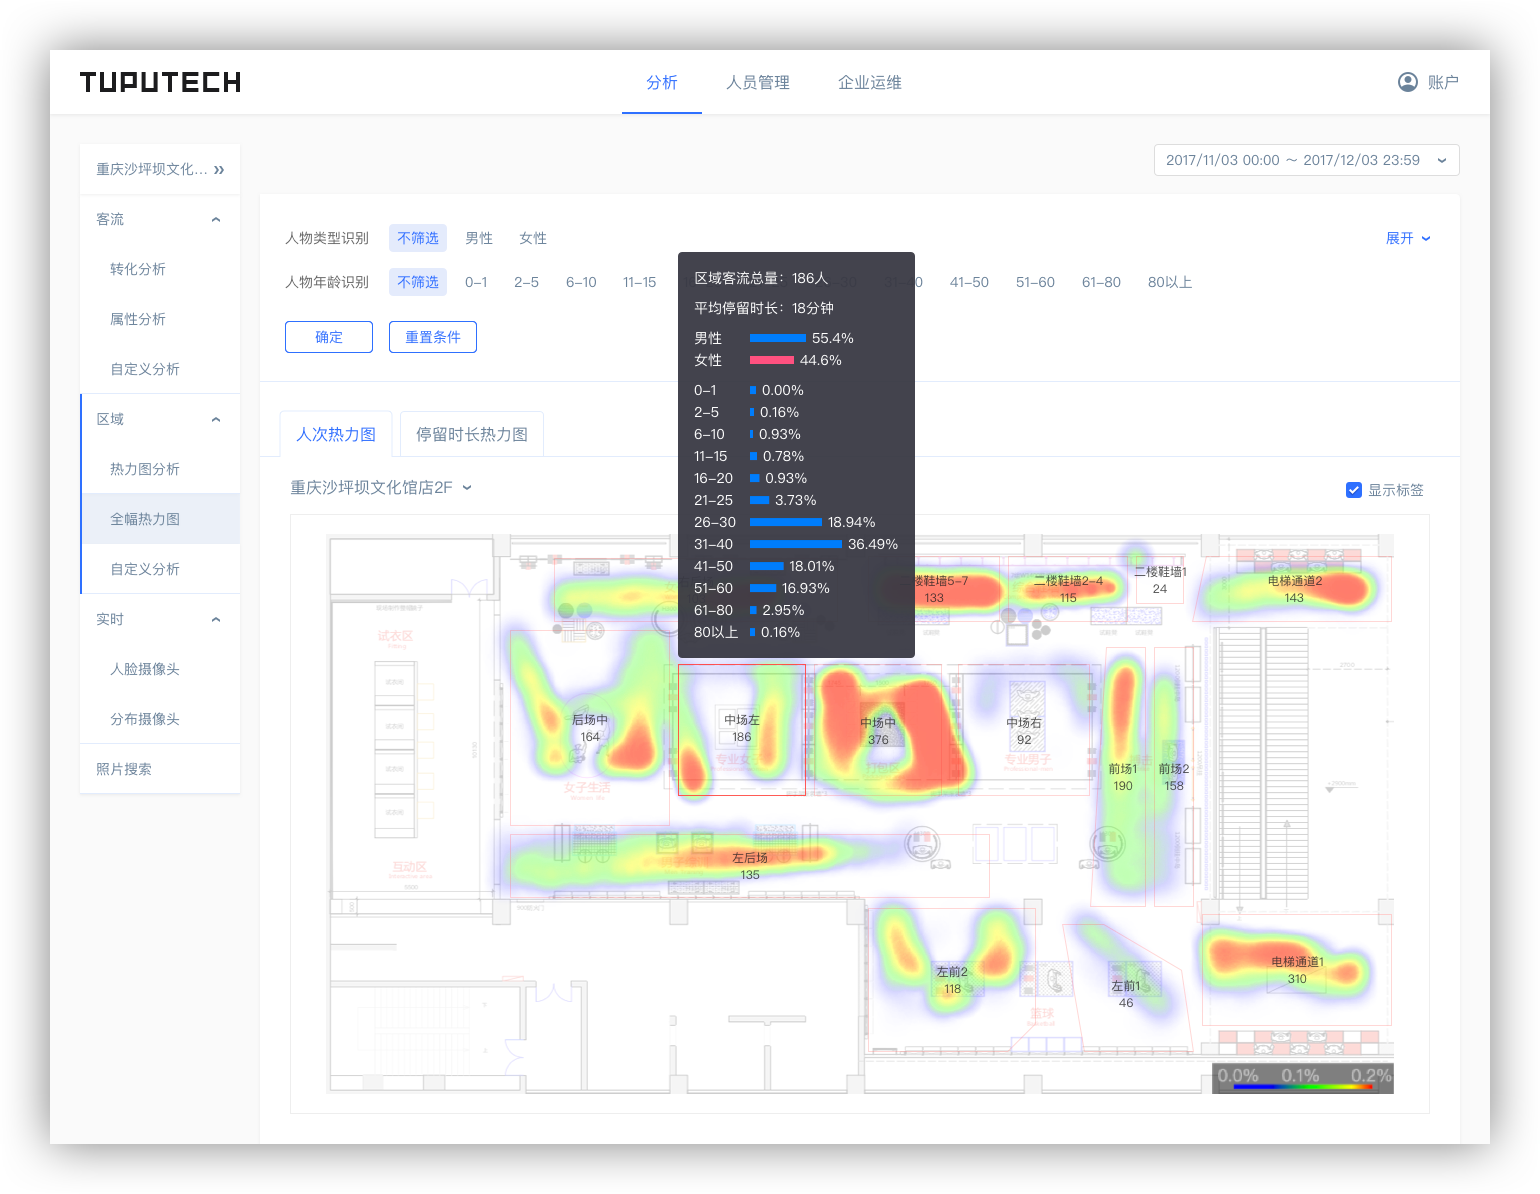 TUPUTECH
分析
人员管理
企业运维
账户
重庆沙坪坝文化... »
2017/11/03 00:00 ～ 2017/12/03 23:59
客流
转化分析
属性分析
自定义分析
区域
热力图分析
全幅热力图
自定义分析
实时
人脸摄像头
分布摄像头
照片搜索
人物类型识别 不筛选 男性 女性
展开
人物年龄识别 不筛选 0-1 2-5 6-10 11-15 41-50 51-60 61-80 80以上
确定 重置条件
区域客流总量：186人
平均停留时长：18分钟
男性 55.4%
女性 44.6%
0-1 0.00%
2-5 0.16%
6-10 0.93%
11-15 0.78%
16-20 0.93%
21-25 3.73%
26-30 18.94%
31-40 36.49%
41-50 18.01%
51-60 16.93%
61-80 2.95%
80以上 0.16%
人次热力图 停留时长热力图
重庆沙坪坝文化馆店2F
显示标签
二楼鞋墙5-7
133
二楼鞋墙2-4
115
二楼鞋墙1
24
电梯通道2
143
试衣区
后场中
164
中场左
186
中场中
376
中场右
92
前场1
190
前场2
158
专业女子
专业男子
女子生活
互动区
左后场
135
左前2
118
左前1
46
篮球
电梯通道1
310
0.0% 0.1% 0.2%